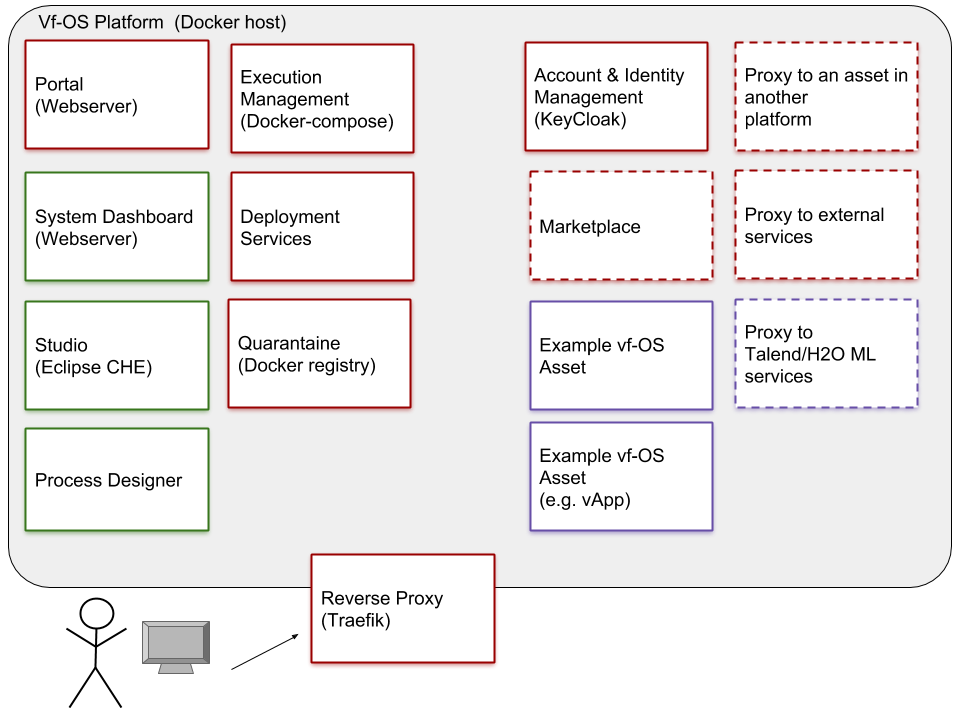 Vf-OS Platform  (Docker host)
Portal
(Webserver)
Execution
Management
(Docker-compose)
Account & Identity
Management
(KeyCloak)
Proxy to an asset in
another
platform
System Dashboard
(Webserver)
Deployment
Services
Marketplace
Proxy to external
services
Studio
(Eclipse CHE)
Quarantaine
(Docker registry)
Example vf-OS
Asset
Proxy to
Talend/H2O ML
services
Process Designer
Example vf-OS
Asset
(e.g. vApp)
Reverse Proxy
(Traefik)